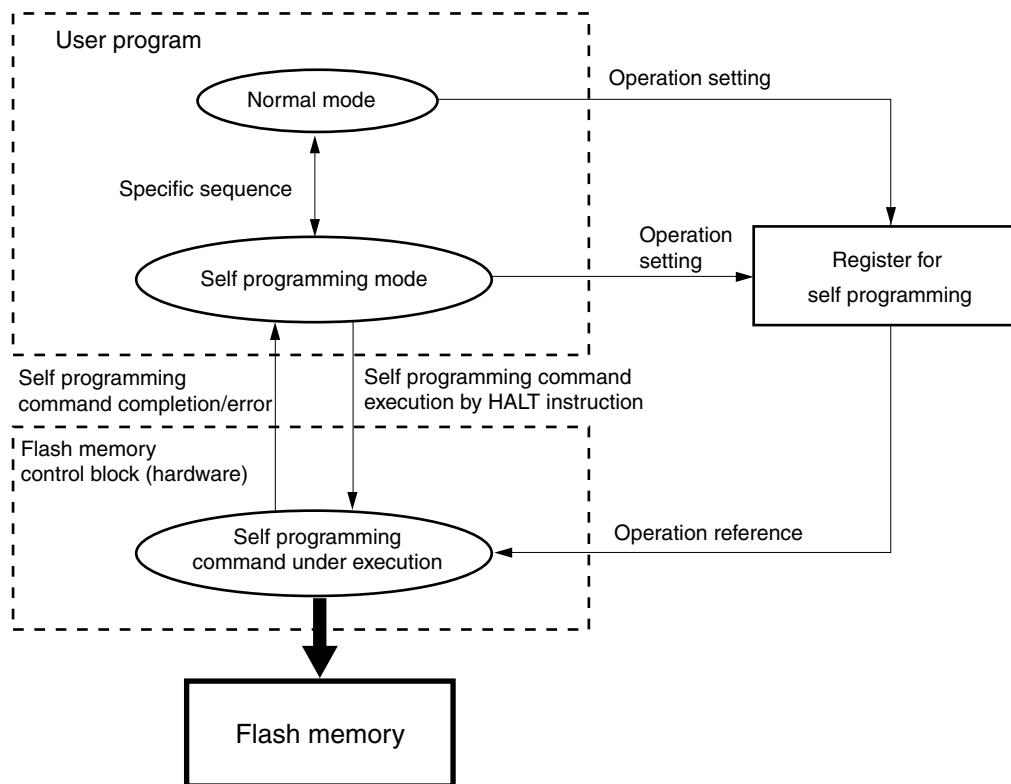 User program
Normal mode
Operation setting
Specific sequence
Operation
setting
Self programming mode
Register for
self programming
Self programming
command completion/error
Self programming command
execution by HALT instruction
Flash memory
control block (hardware)
Self programming
command under execution
Operation reference
Flash memory